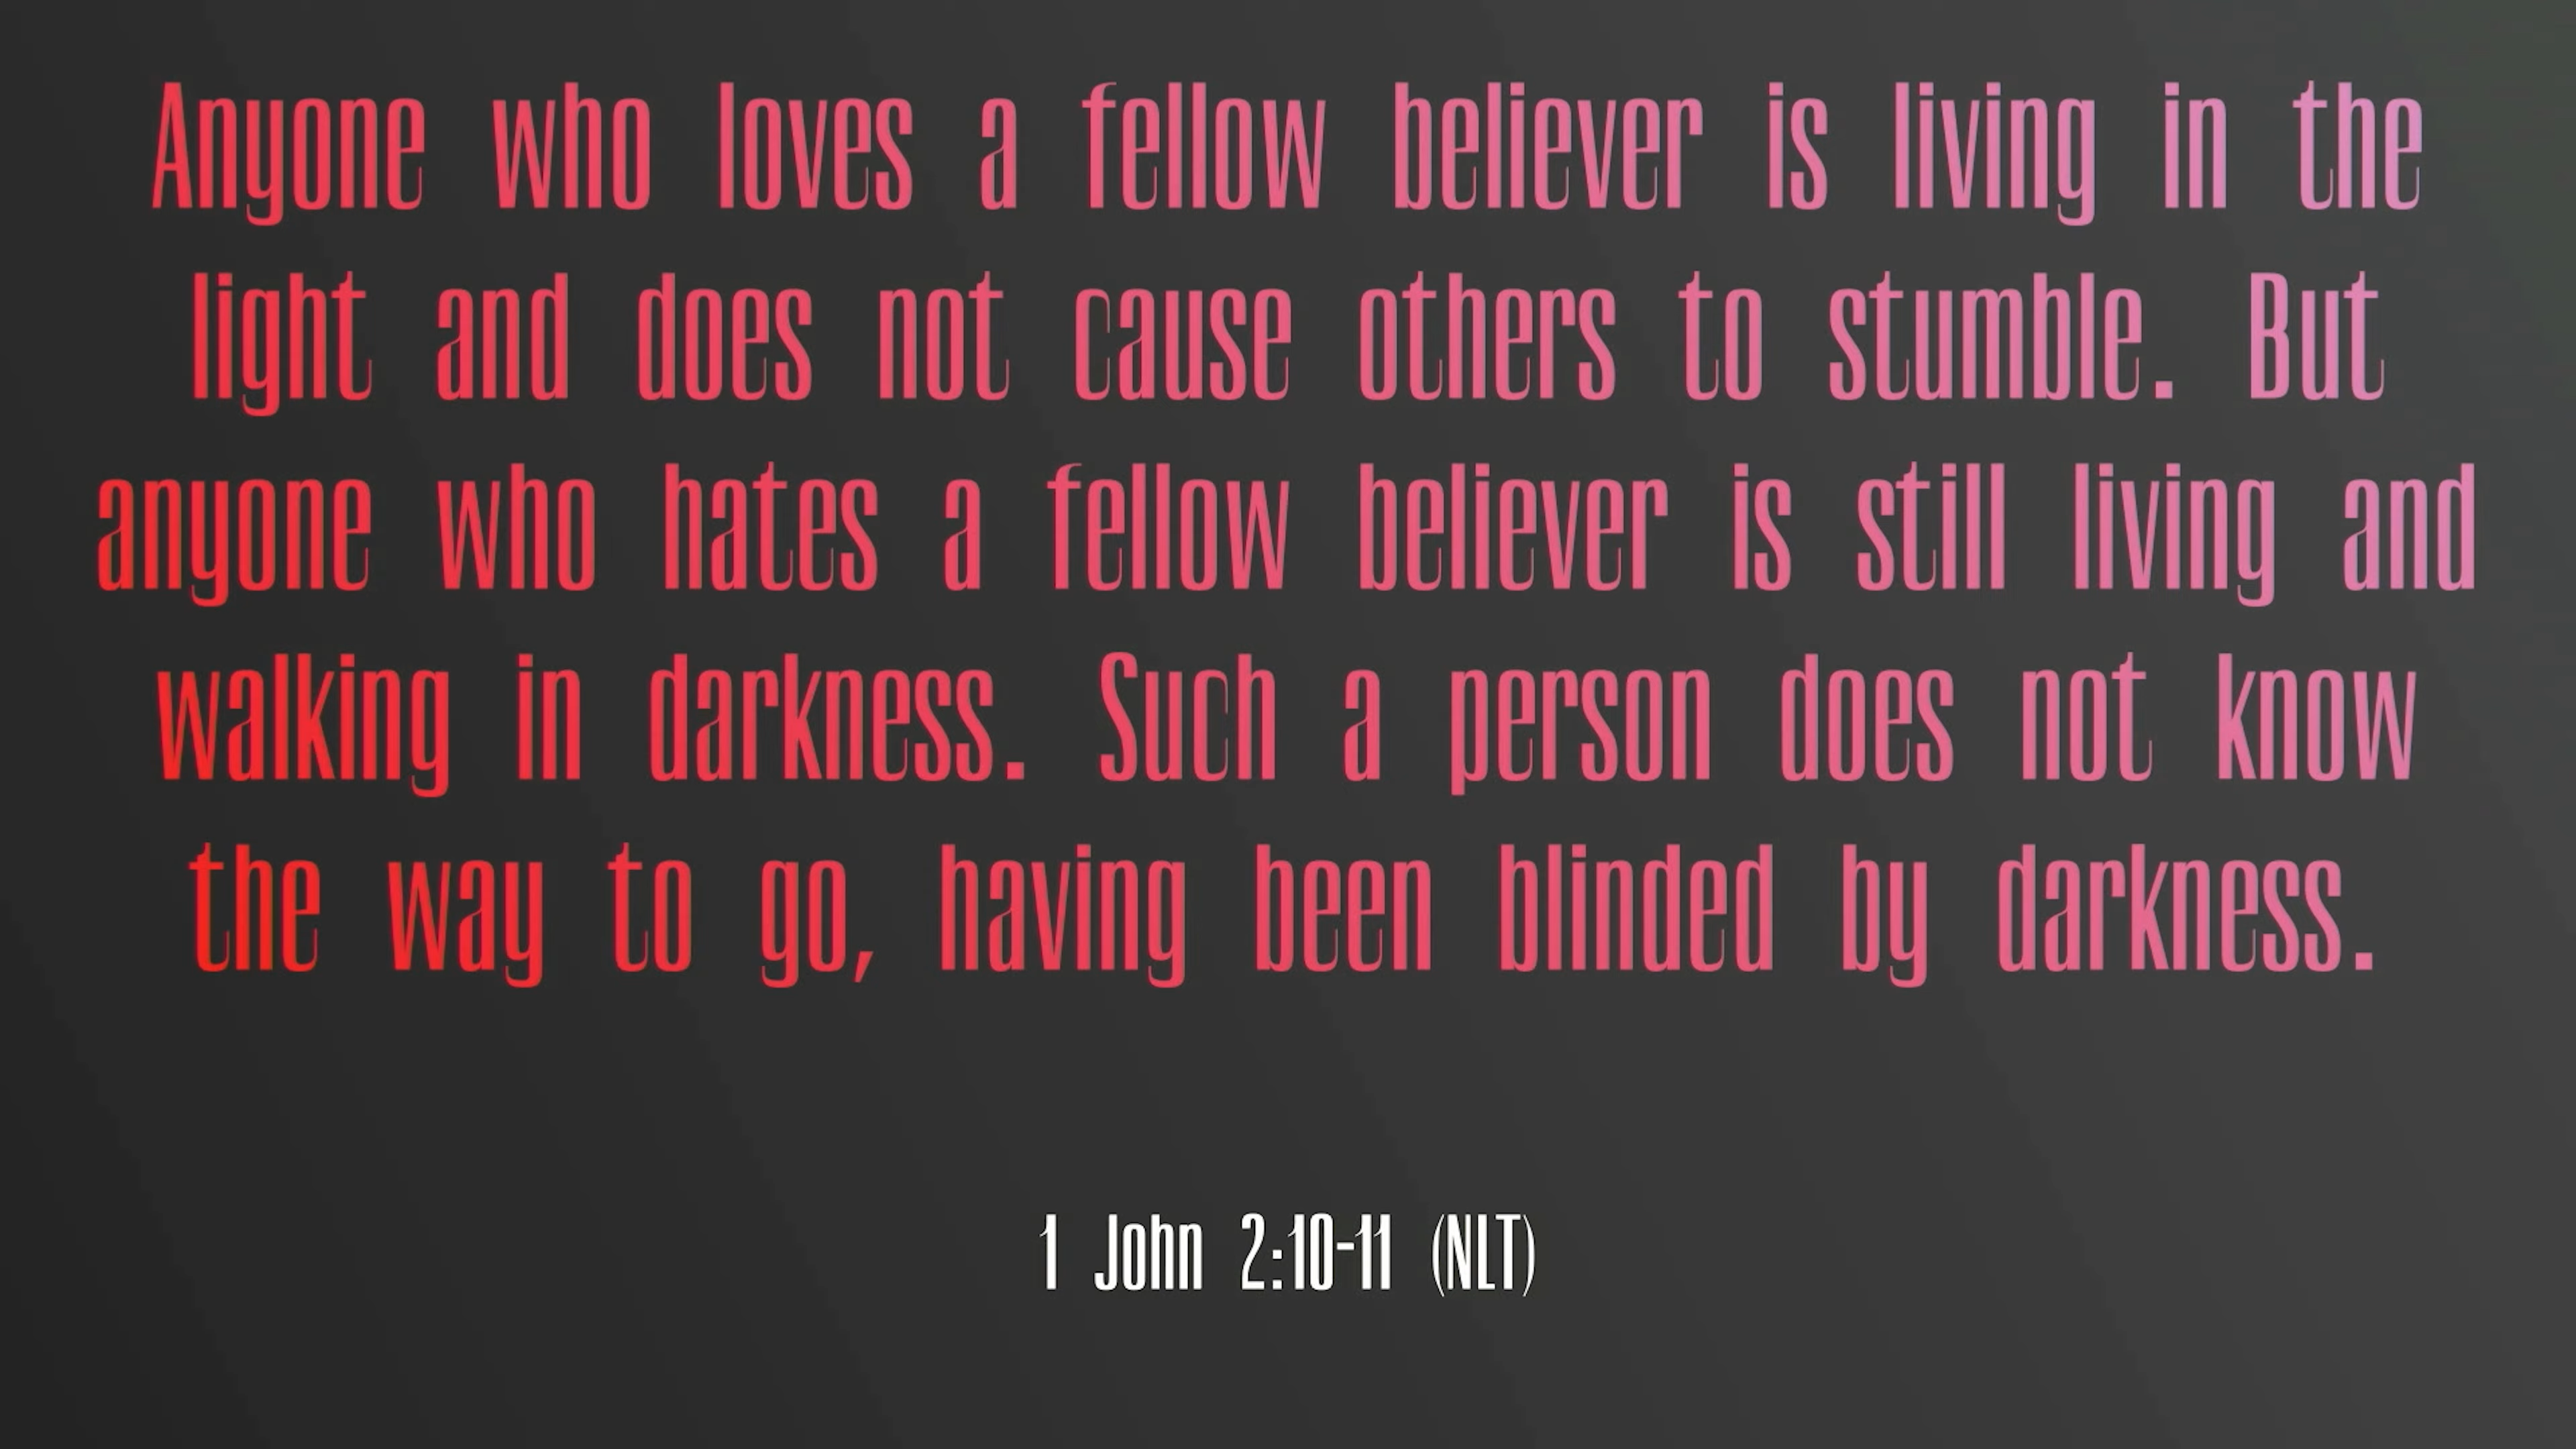 Anyone who loves a fellow believer is living in the
light and does not cause others to stumble. But
anyone who hates a fellow believer is still living and
walking in darkness. Such a person does not know
the way to go, having been blinded by darkness.
1 John 2:10-11 (NLT)